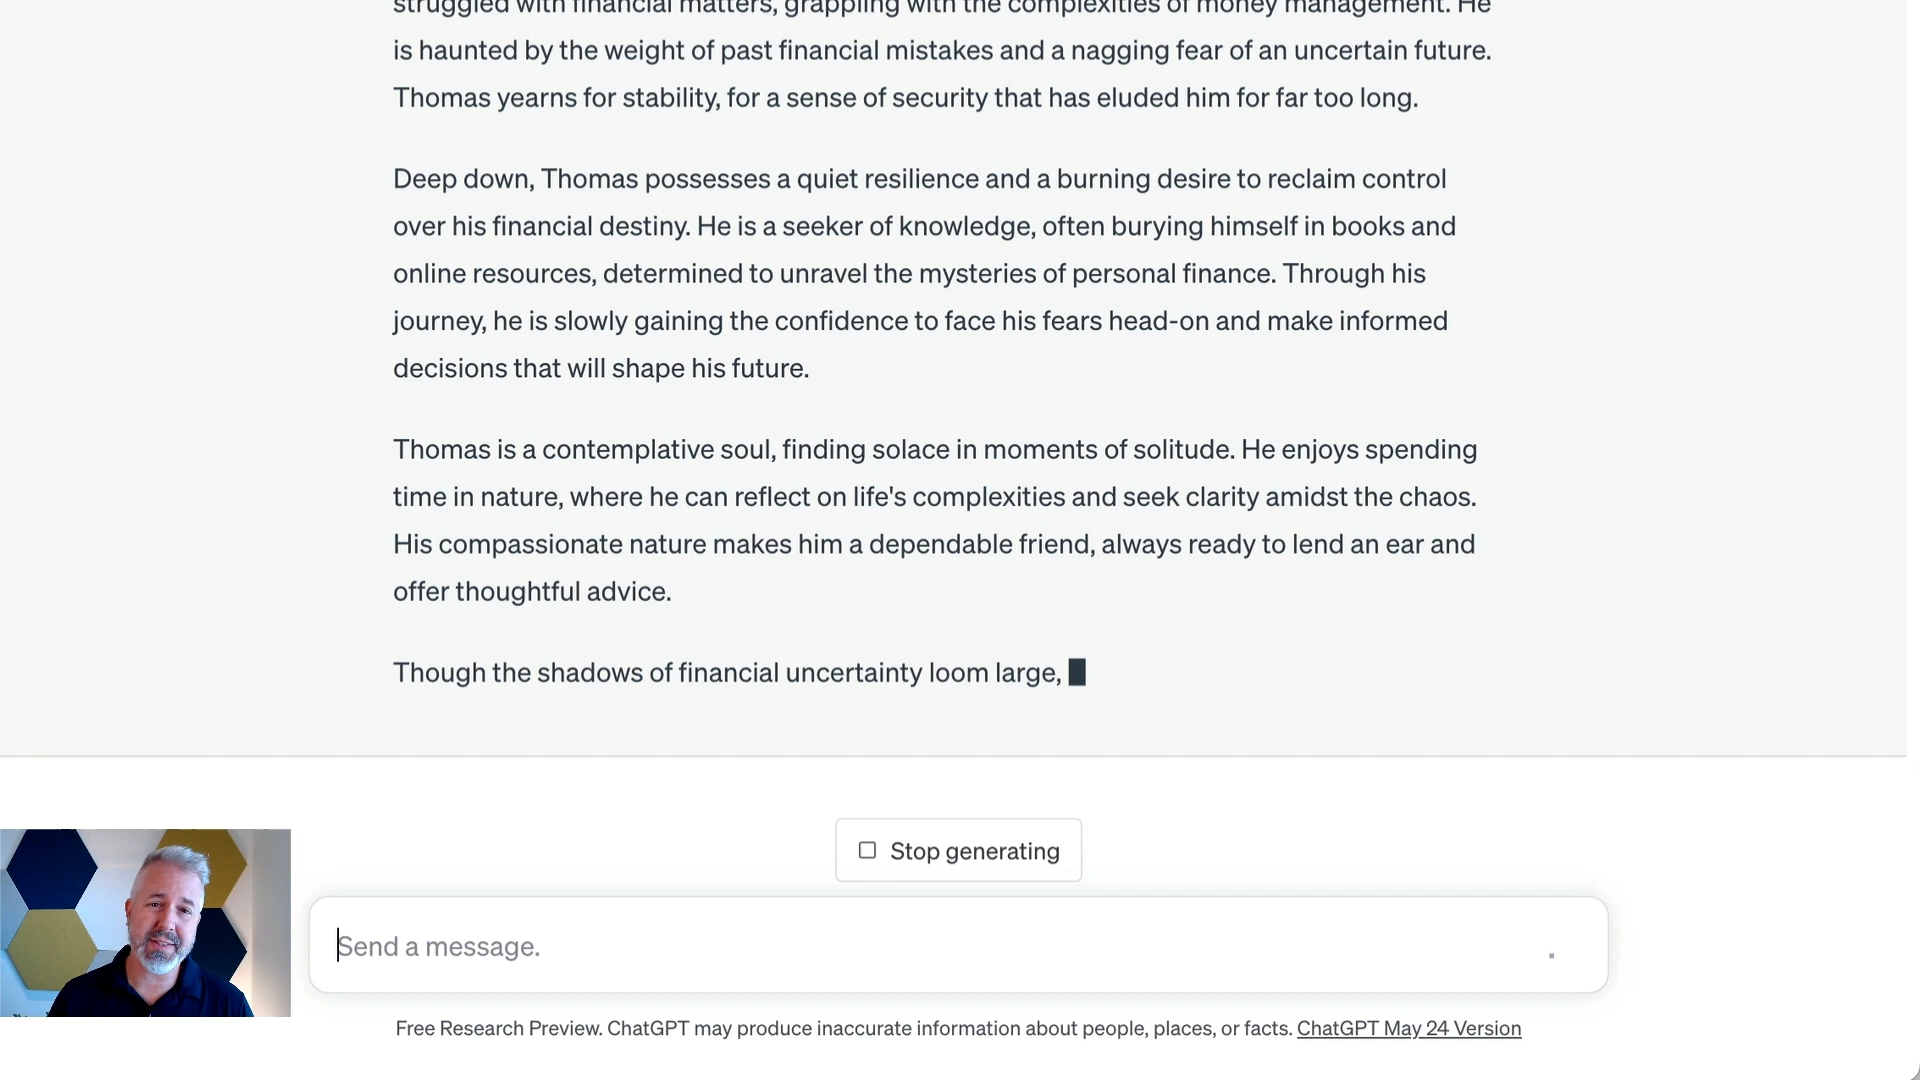 struggled with financial matters, grappling with the complexities of money management. He
is haunted by the weight of past financial mistakes and a nagging fear of an uncertain future.
Thomas yearns for stability, for a sense of security that has eluded him for far too long.
Deep down, Thomas possesses a quiet resilience and a burning desire to reclaim control
over his financial destiny. He is a seeker of knowledge, often burying himself in books and
online resources, determined to unravel the mysteries of personal finance. Through his
journey, he is slowly gaining the confidence to face his fears head-on and make informed
decisions that will shape his future.
Thomas is a contemplative soul, finding solace in moments of solitude. He enjoys spending
time in nature, where he can reflect on life's complexities and seek clarity amidst the chaos.
His compassionate nature makes him a dependable friend, always ready to lend an ear and
offer thoughtful advice.
Though the shadows of financial uncertainty loom large,
Stop generating
Send a message.
Free Research Preview. ChatGPT may produce inaccurate information about people, places, or facts. ChatGPT May 24 Version